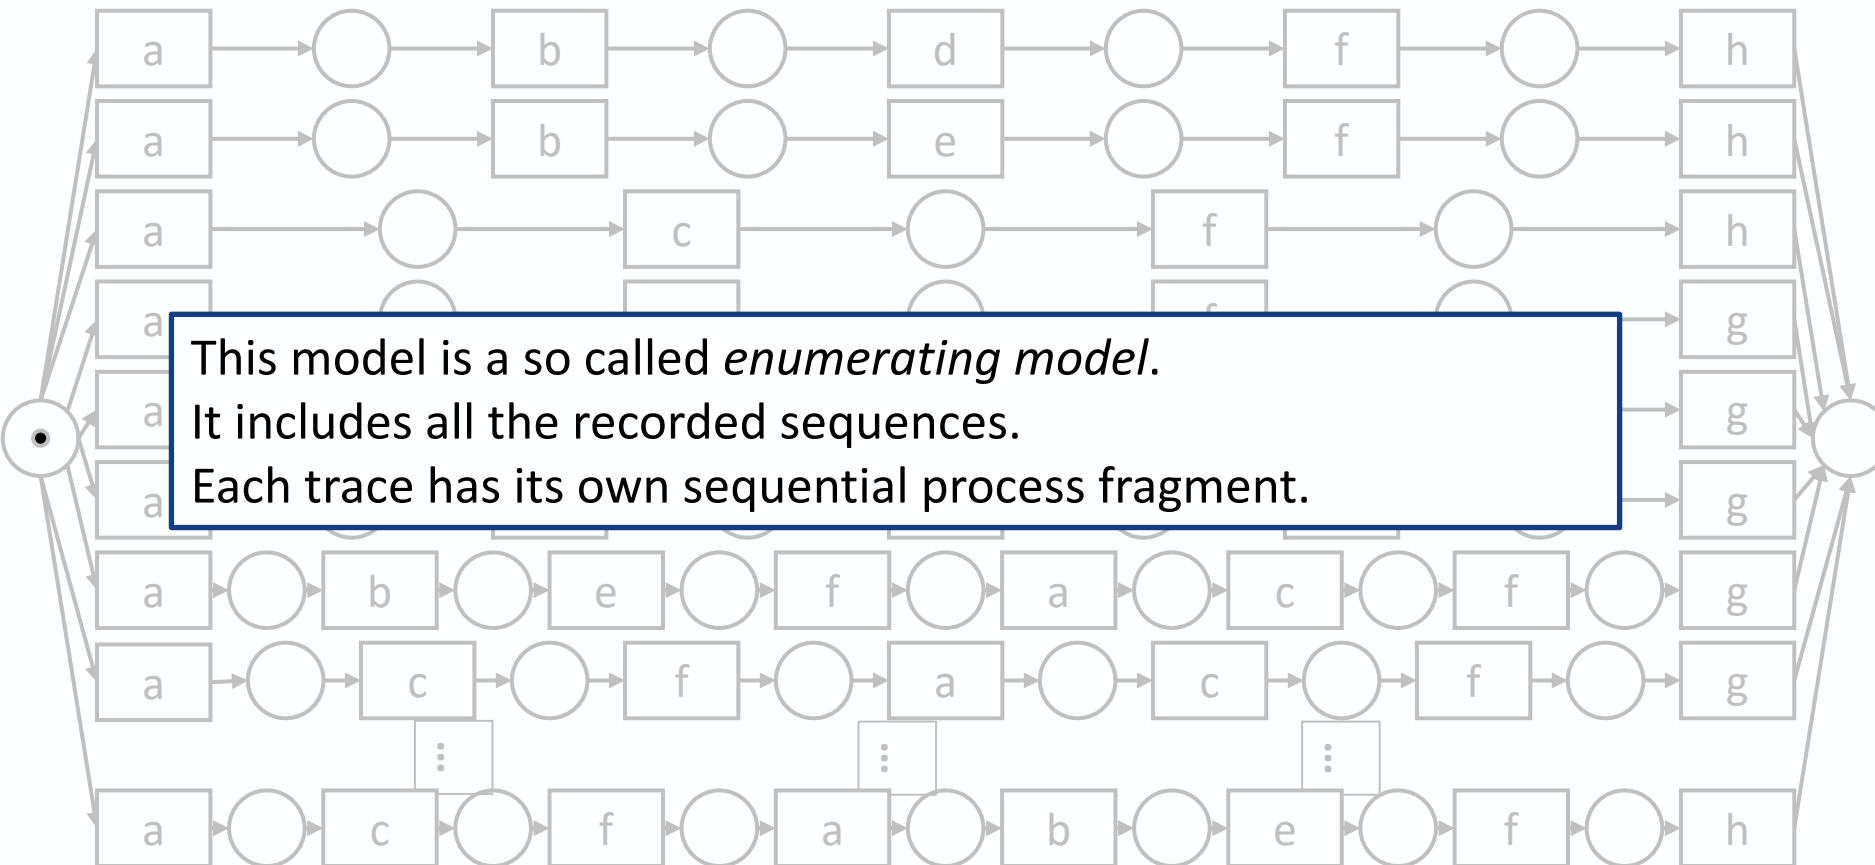 a b d f h
a b e f h
a c f h
a f g
This model is a so called enumerating model.
It includes all the recorded sequences.
Each trace has its own sequential process fragment.
a g
a g
a b e f a c f g
a c f a c f g
⋮ ⋮ ⋮
a c f a b e f h